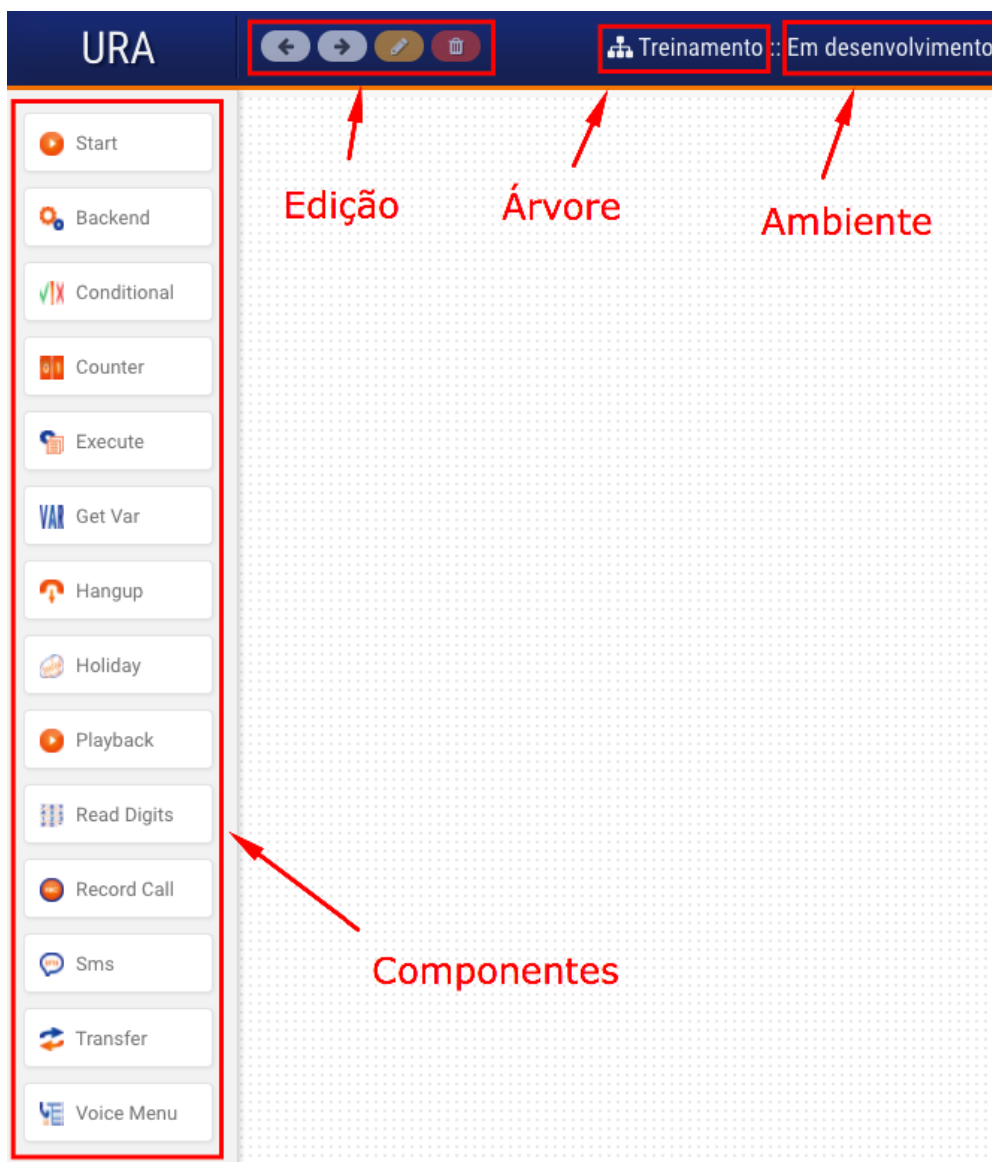 URA
Treinamento :: Em desenvolvimento
Start
Edição
Árvore
Ambiente
Backend
Conditional
Counter
Execute
VAR Get Var
Hangup
Holiday
Playback
Read Digits
Record Call
Sms
Componentes
Transfer
Voice Menu